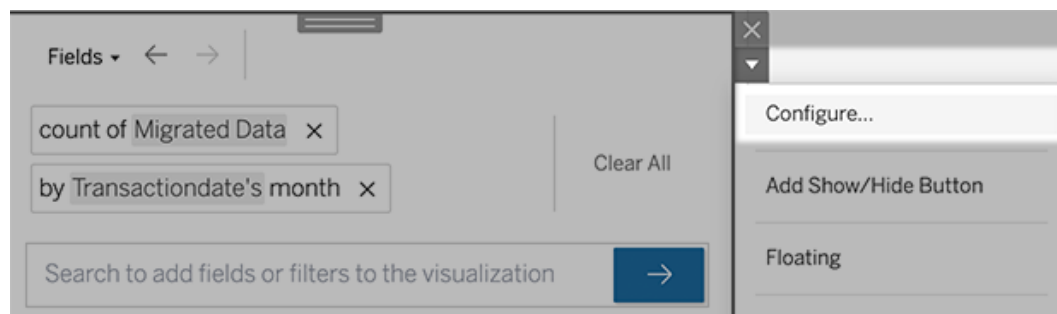 Fields
count of Migrated Data ×
by Transactiondate's month ×
Clear All
Search to add fields or filters to the visualization
Configure...
Add Show/Hide Button
Floating